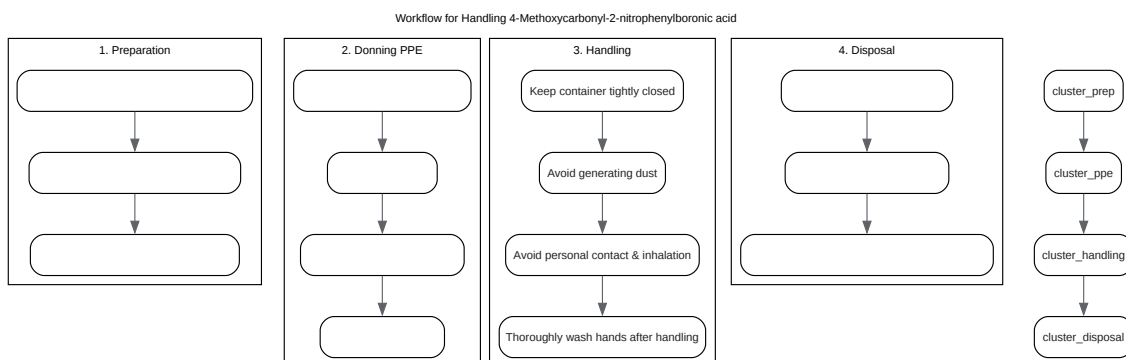 Workflow for Handling 4-Methoxycarbonyl-2-nitrophenylboronic acid
1. Preparation
2. Donning PPE
3. Handling
Keep container tightly closed
Avoid generating dust
Avoid personal contact & inhalation
Thoroughly wash hands after handling
4. Disposal
cluster_prep
cluster_ppe
cluster_handling
cluster_disposal